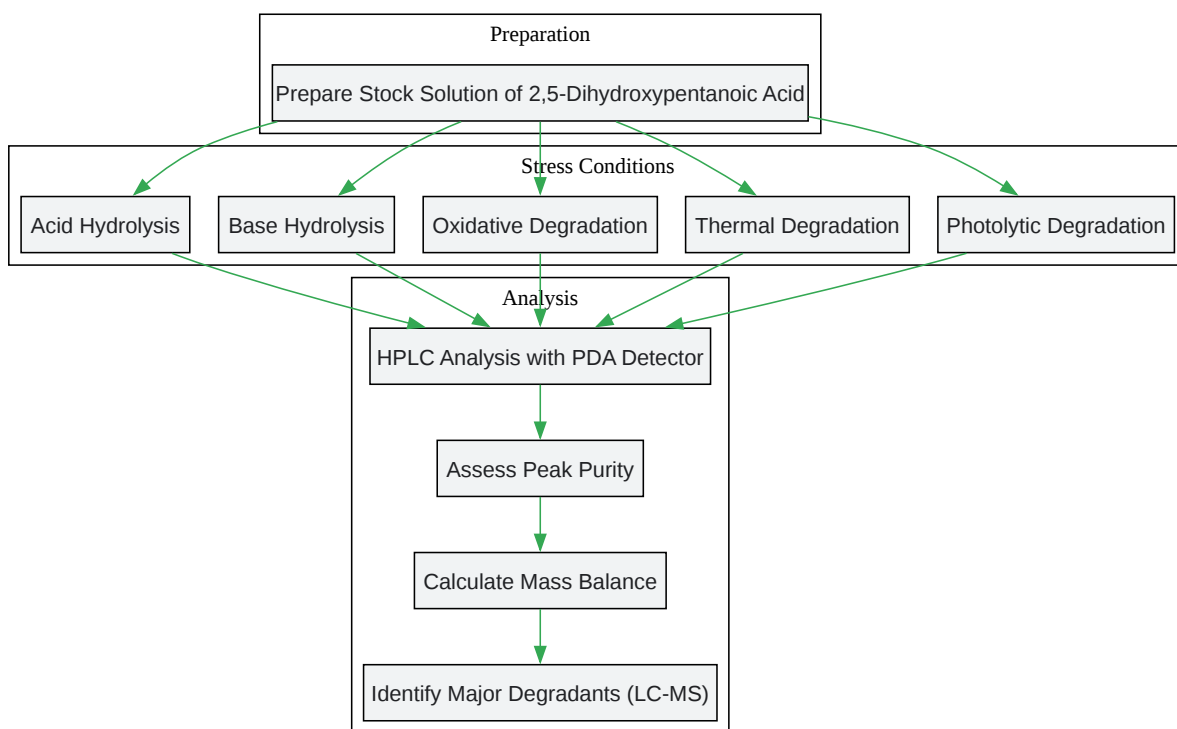 Preparation
Prepare Stock Solution of 2,5-Dihydroxypentanoic Acid
Stress Conditions
Acid Hydrolysis
Base Hydrolysis
Oxidative Degradation
Thermal Degradation
Photolytic Degradation
Analysis
HPLC Analysis with PDA Detector
Assess Peak Purity
Calculate Mass Balance
Identify Major Degradants (LC-MS)